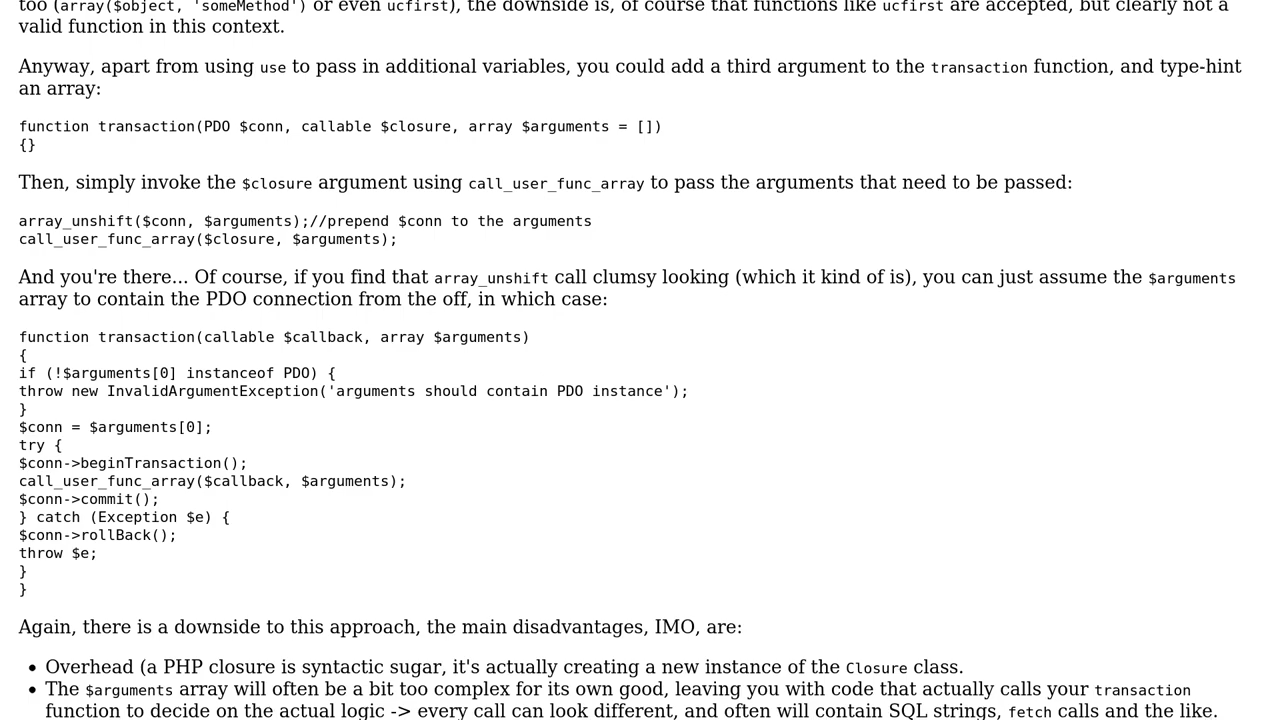 too (array($object, 'someMethod') or even ucfirst), the downside is, of course that functions like ucfirst are accepted, but clearly not a
valid function in this context.
Anyway, apart from using use to pass in additional variables, you could add a third argument to the transaction function, and type-hint
an array:
function transaction(PDO $conn, callable $closure, array $arguments = [])
{}
Then, simply invoke the $closure argument using call_user_func_array to pass the arguments that need to be passed:
array_unshift($conn, $arguments);//prepend $conn to the arguments
call_user_func_array($closure, $arguments);
And you're there... Of course, if you find that array_unshift call clumsy looking (which it kind of is), you can just assume the $arguments
array to contain the PDO connection from the off, in which case:
function transaction(callable $callback, array $arguments)
{
if (!$arguments[0] instanceof PDO) {
throw new InvalidArgumentException('arguments should contain PDO instance');
}
$conn = $arguments[0];
try {
$conn->beginTransaction();
call_user_func_array($callback, $arguments);
$conn->commit();
} catch (Exception $e) {
$conn->rollBack();
throw $e;
}
}
Again, there is a downside to this approach, the main disadvantages, IMO, are:
• Overhead (a PHP closure is syntactic sugar, it's actually creating a new instance of the Closure class.
• The $arguments array will often be a bit too complex for its own good, leaving you with code that actually calls your transaction
function to decide on the actual logic -> every call can look different, and often will contain SQL strings, fetch calls and the like.